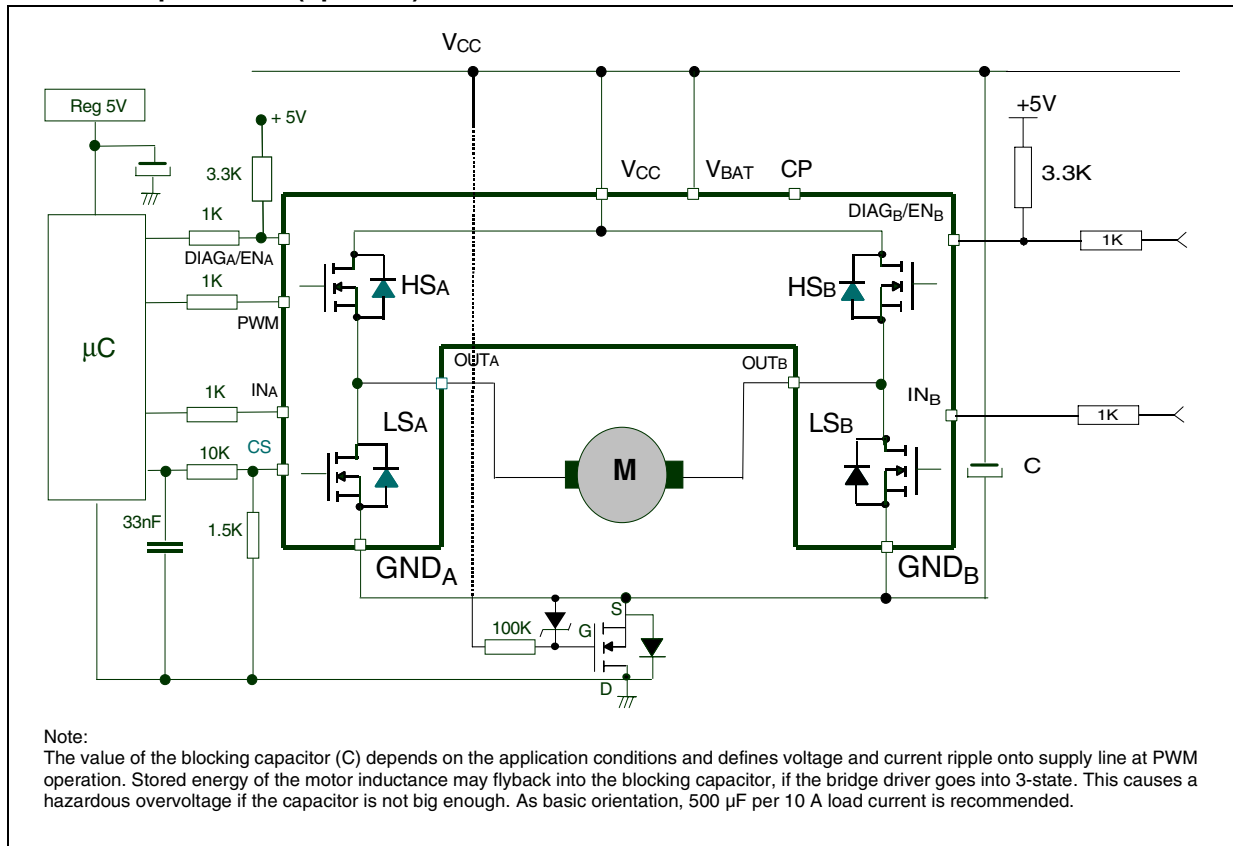 VCC
Reg 5V
+ 5V
+5V
3.3K
VCC
VBAT
CP
3.3K
1K
DIAGA/ENA
DIAGB/ENB
1K
HSA
HSB
1K
PWM
µC
OUTA
OUTB
1K
INA
INB
1K
LSA
LSB
10K
CS
M
C
33nF
1.5K
GNDA
GNDB
100K
G
S
D
Note:
The value of the blocking capacitor (C) depends on the application conditions and defines voltage and current ripple onto supply line at PWM
operation. Stored energy of the motor inductance may flyback into the blocking capacitor, if the bridge driver goes into 3-state. This causes a
hazardous overvoltage if the capacitor is not big enough. As basic orientation, 500 µF per 10 A load current is recommended.